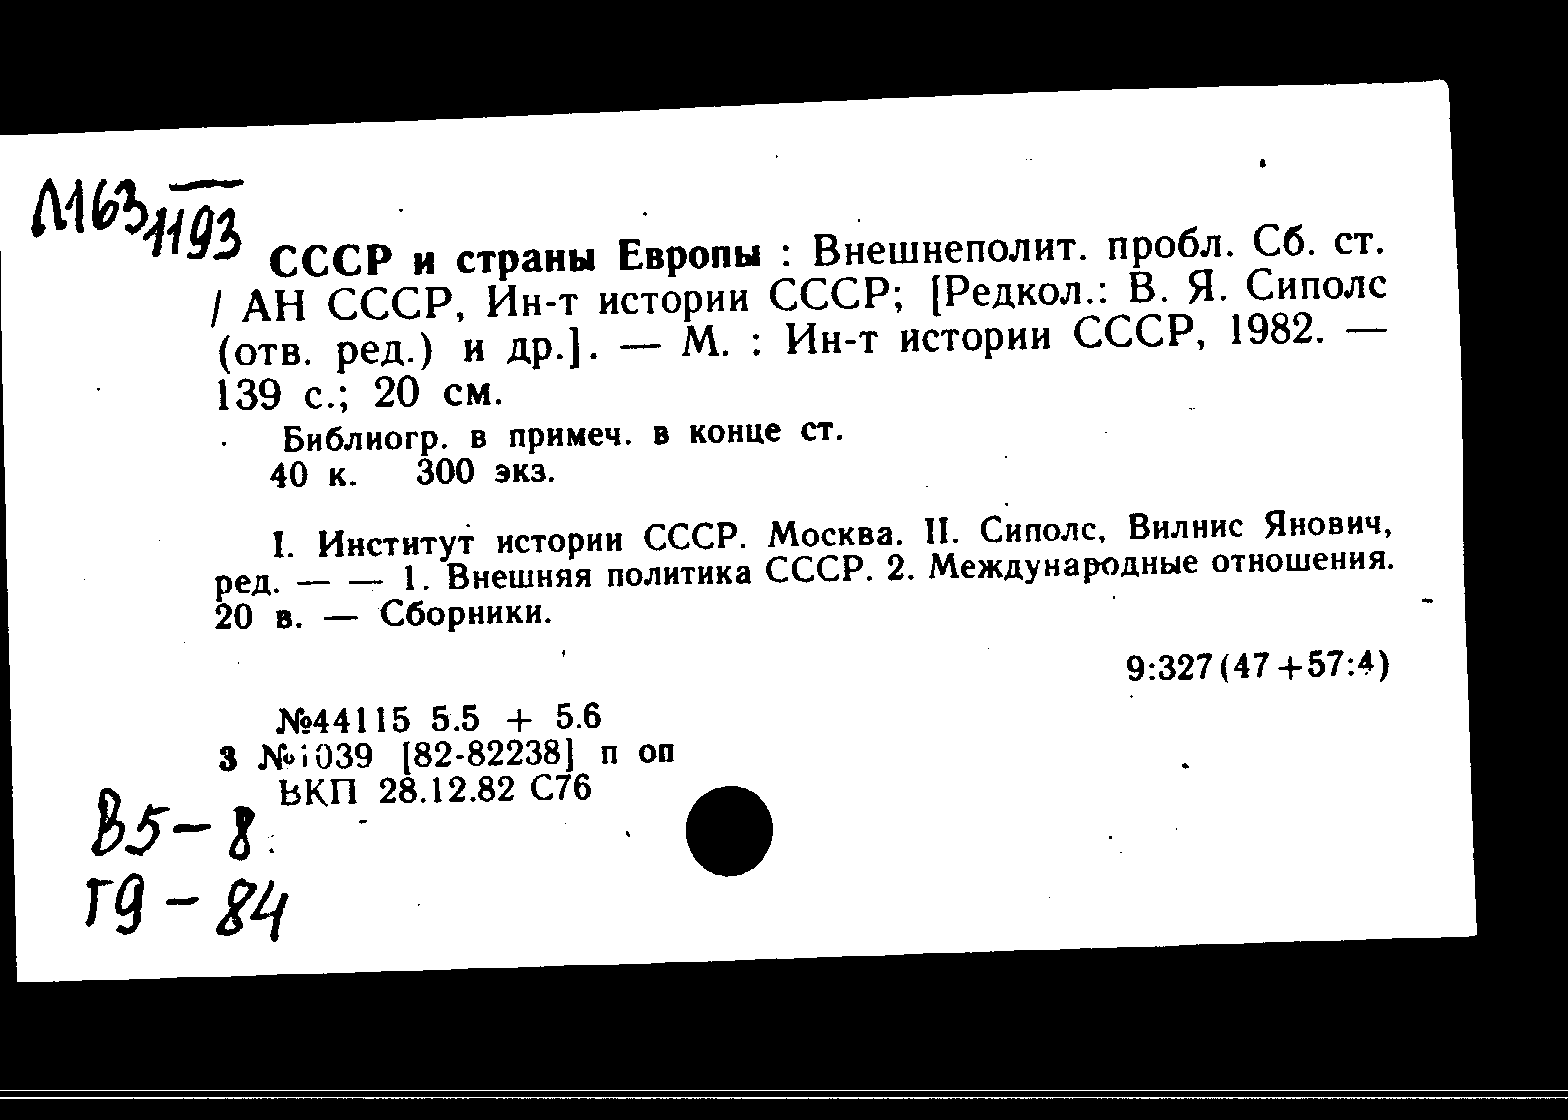 Л163
1193
СССР и страны Европы : Внешнеполит. пробл. Сб. ст.
/ АН СССР, Ин-т истории СССР; [Редкол.: В. Я. Сиполс
(отв. ред.) и др.]. — М. : Ин-т истории СССР, 1982. —
139 с.; 20 см.
Библиогр. в примеч. в конце ст.
40 к. 300 экз.
I. Институт истории СССР. Москва. II. Сиполс, Вилнис Янович,
ред. — — 1. Внешняя политика СССР. 2. Международные отношения.
20 в. — Сборники.
9:327(47+57:4)
№44115 5.5 + 5.6
3 №1039 [82-82238] п оп
ВКП 28.12.82 С76
В5-8
Г9-84